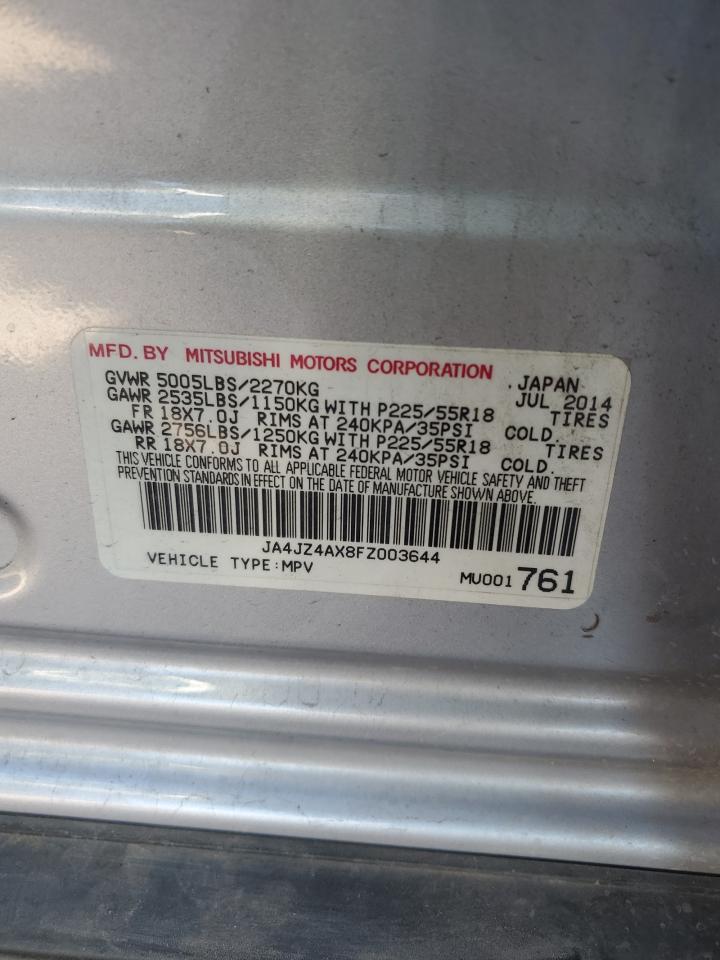 MFD. BY MITSUBISHI MOTORS CORPORATION
GVWR 5005LBS/2270KG JAPAN
GAWR 2535LBS/1150KG WITH P225/55R18 JUL 2014
FR 18X7.0J RIMS AT 240KPA/35PSI COLD. TIRES
GAWR 2756LBS/1250KG WITH P225/55R18 TIRES
RR 18X7.0J RIMS AT 240KPA/35PSI COLD.
THIS VEHICLE CONFORMS TO ALL APPLICABLE FEDERAL MOTOR VEHICLE SAFETY AND THEFT
PREVENTION STANDARDS IN EFFECT ON THE DATE OF MANUFACTURE SHOWN ABOVE.
JA4JZ4AX8FZ003644
VEHICLE TYPE:MPV MU001761